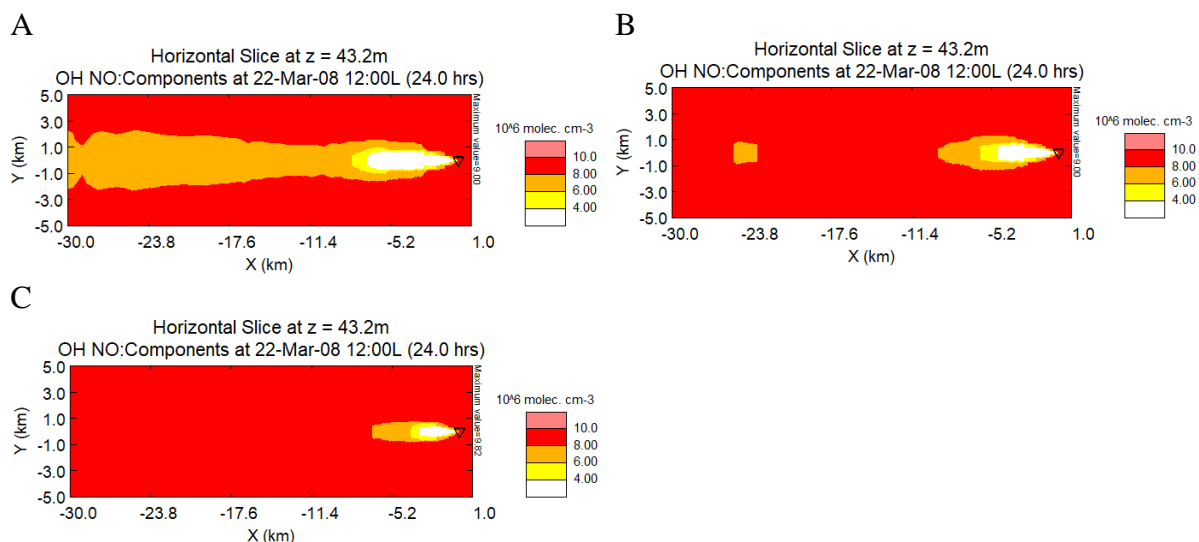 A
Horizontal Slice at z = 43.2m
OH NO:Components at 22-Mar-08 12:00L (24.0 hrs)
5.0
3.0
1.0
-1.0
-3.0
-5.0
Y (km)
-30.0 -23.8 -17.6 -11.4 -5.2 1.0
X (km)
Maximum value=9.00
10^6 molec. cm-3
10.0
8.00
6.00
4.00
B
Horizontal Slice at z = 43.2m
OH NO:Components at 22-Mar-08 12:00L (24.0 hrs)
5.0
3.0
1.0
-1.0
-3.0
-5.0
Y (km)
-30.0 -23.8 -17.6 -11.4 -5.2 1.0
X (km)
Maximum value=9.00
10^6 molec. cm-3
10.0
8.00
6.00
4.00
C
Horizontal Slice at z = 43.2m
OH NO:Components at 22-Mar-08 12:00L (24.0 hrs)
5.0
3.0
1.0
-1.0
-3.0
-5.0
Y (km)
-30.0 -23.8 -17.6 -11.4 -5.2 1.0
X (km)
Maximum value=9.82
10^6 molec. cm-3
10.0
8.00
6.00
4.00